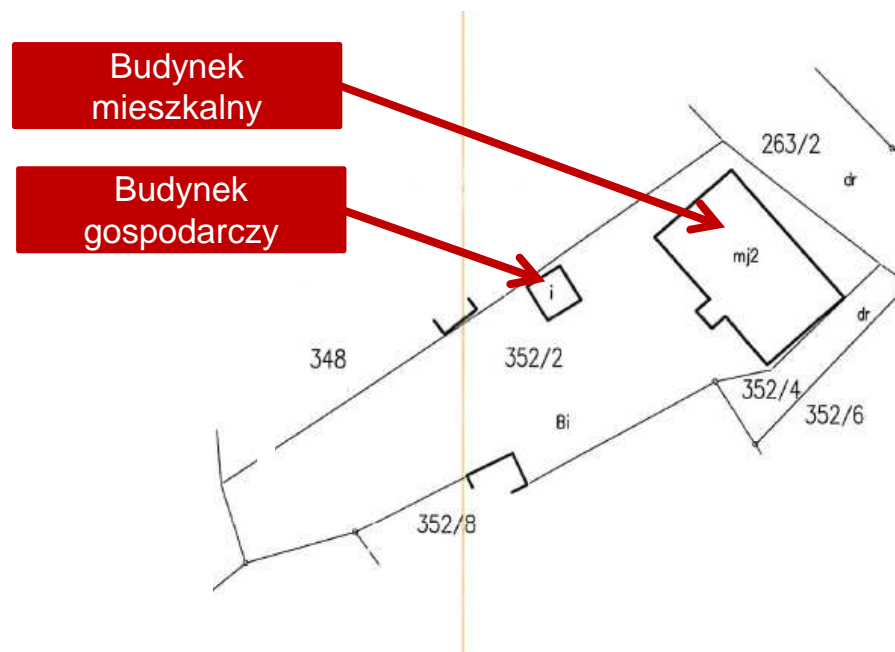 Budynek
mieszkalny
Budynek
gospodarczy
263/2
dr
mj2
i
dr
348
352/2
352/4
352/6
Bi
352/8